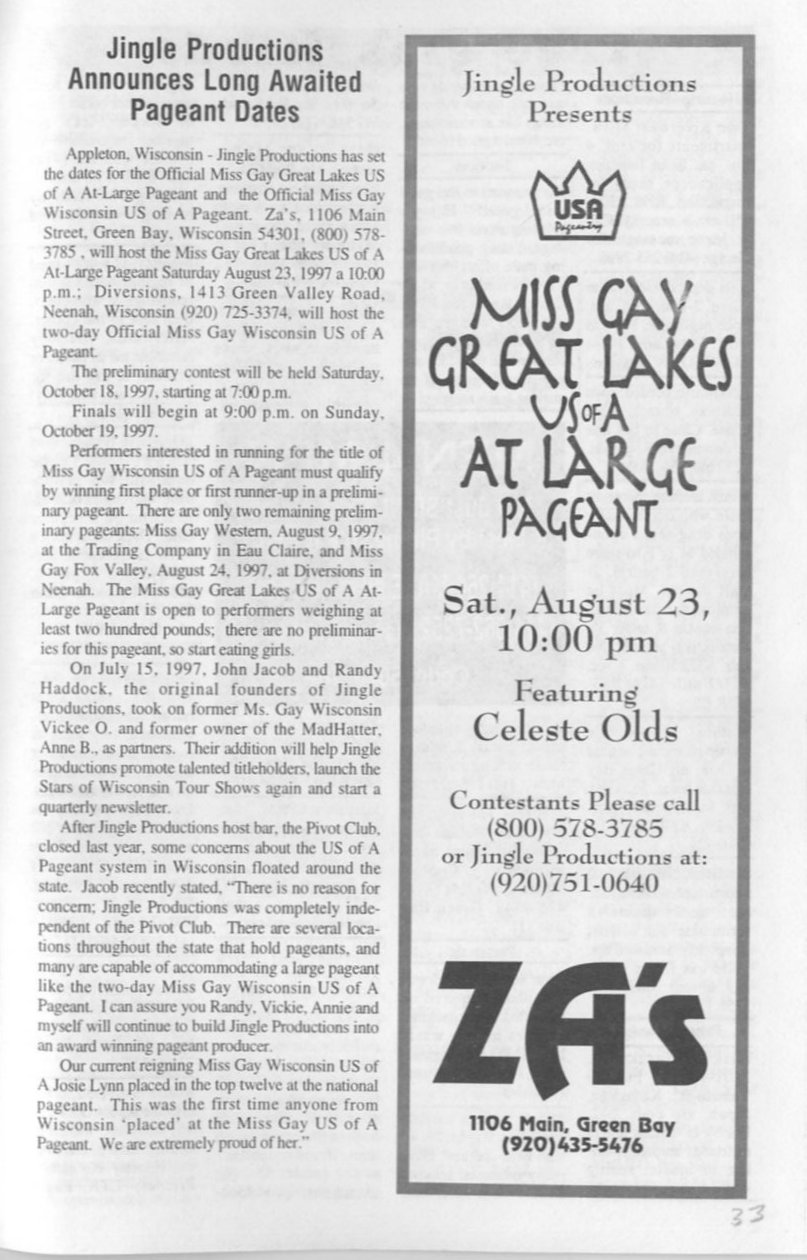 Jingle Productions
Announces Long Awaited
Pageant Dates
Appleton, Wisconsin - Jingle Productions has set
the dates for the Official Miss Gay Great Lakes US
of A At-Large Pageant and the Official Miss Gay
Wisconsin US of A Pageant. Za's, 1106 Main
Street, Green Bay, Wisconsin 54301, (800) 578-
3785 , will host the Miss Gay Great Lakes US of A
At-Large Pageant Saturday August 23, 1997 a 10:00
p.m.; Diversions, 1413 Green Valley Road,
Neenah, Wisconsin (920) 725-3374, will host the
two-day Official Miss Gay Wisconsin US of A
Pageant.
The preliminary contest will be held Saturday,
October 18, 1997, starting at 7:00 p.m.
Finals will begin at 9:00 p.m. on Sunday,
October 19, 1997.
Performers interested in running for the title of
Miss Gay Wisconsin US of A Pageant must qualify
by winning first place or first runner-up in a prelimi-
nary pageant. There are only two remaining prelim-
inary pageants: Miss Gay Western, August 9, 1997,
at the Trading Company in Eau Claire, and Miss
Gay Fox Valley, August 24, 1997, at Diversions in
Neenah. The Miss Gay Great Lakes US of A At-
Large Pageant is open to performers weighing at
least two hundred pounds; there are no preliminar-
ies for this pageant, so start eating girls.
On July 15, 1997, John Jacob and Randy
Haddock, the original founders of Jingle
Productions, took on former Ms. Gay Wisconsin
Vickee O. and former owner of the MadHatter,
Anne B., as partners. Their addition will help Jingle
Productions promote talented titleholders, launch the
Stars of Wisconsin Tour Shows again and start a
quarterly newsletter.
After Jingle Productions host bar, the Pivot Club,
closed last year, some concerns about the US of A
Pageant system in Wisconsin floated around the
state. Jacob recently stated, "There is no reason for
concern; Jingle Productions was completely inde-
pendent of the Pivot Club. There are several loca-
tions throughout the state that hold pageants, and
many are capable of accommodating a large pageant
like the two-day Miss Gay Wisconsin US of A
Pageant. I can assure you Randy, Vickie, Annie and
myself will continue to build Jingle Productions into
an award winning pageant producer.
Our current reigning Miss Gay Wisconsin US of
A Josie Lynn placed in the top twelve at the national
pageant. This was the first time anyone from
Wisconsin 'placed' at the Miss Gay US of A
Pageant. We are extremely proud of her."
Jingle Productions
Presents
USA
Pageantry
MISS GAY
GREAT LAKES
US OF A
AT LARGE
PAGEANT
Sat., August 23,
10:00 pm
Featuring
Celeste Olds
Contestants Please call
(800) 578-3785
or Jingle Productions at:
(920)751-0640
ZA's
1106 Main, Green Bay
(920)435-5476
33